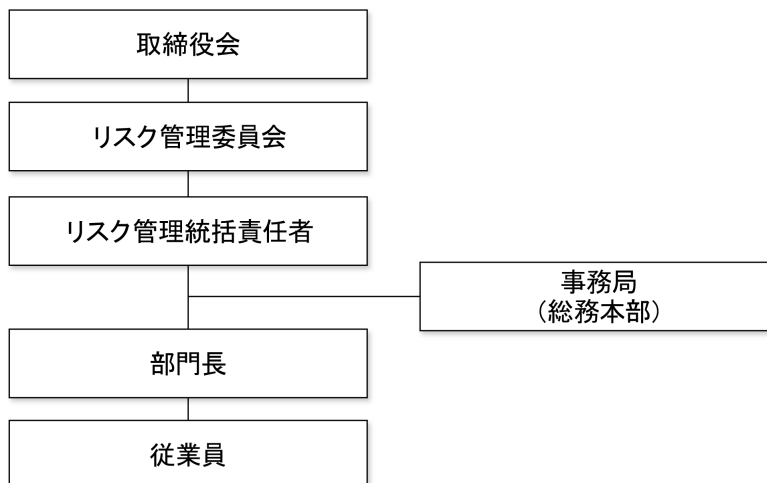 取締役会
リスク管理委員会
リスク管理統括責任者
事務局
（総務本部）
部門長
従業員